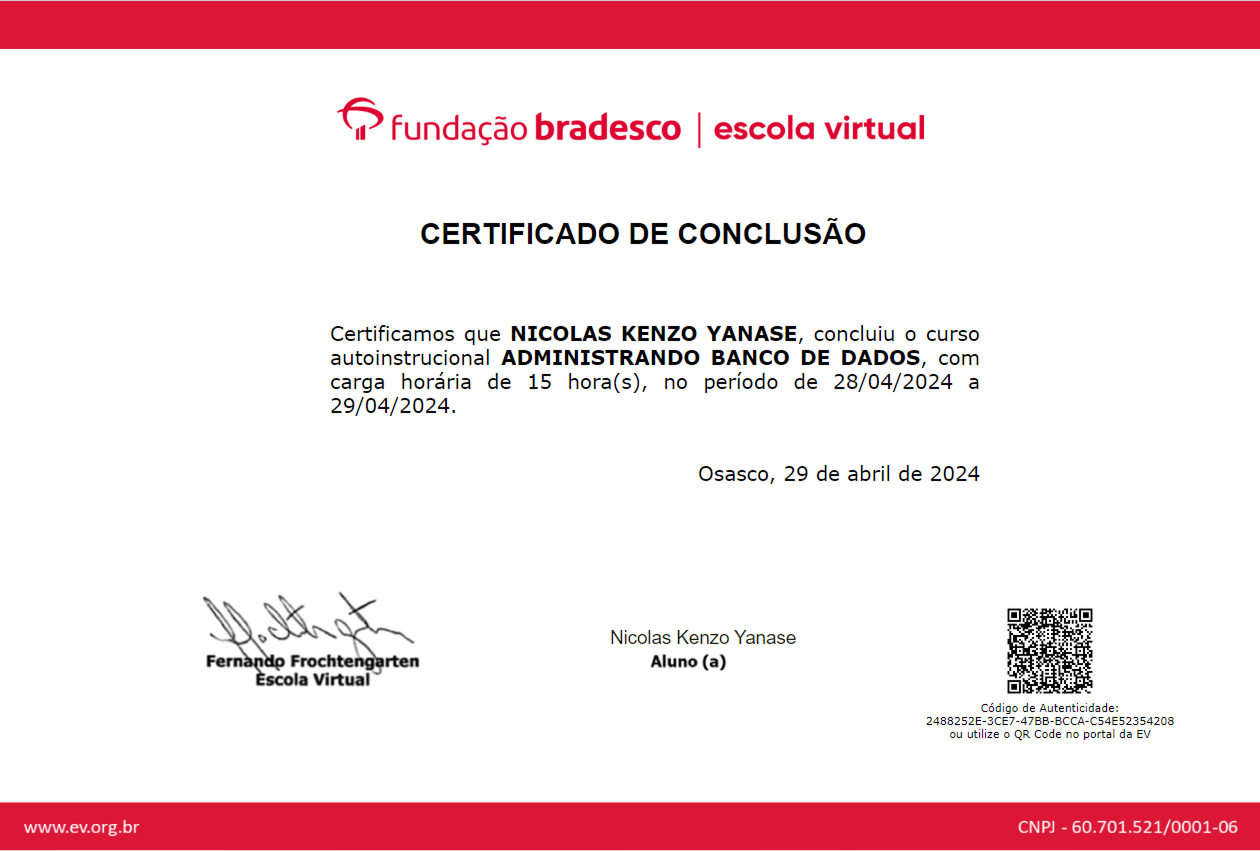 fundação bradesco | escola virtual
CERTIFICADO DE CONCLUSÃO
Certificamos que NICOLAS KENZO YANASE, concluiu o curso
autoinstrucional ADMINISTRANDO BANCO DE DADOS, com
carga horária de 15 hora(s), no período de 28/04/2024 a
29/04/2024.
Osasco, 29 de abril de 2024
Fernando Frochtengarten
Escola Virtual
Nicolas Kenzo Yanase
Aluno (a)
Código de Autenticidade:
2488252E-3CE7-47BB-BCCA-C54E52354208
ou utilize o QR Code no portal da EV
www.ev.org.br
CNPJ - 60.701.521/0001-06